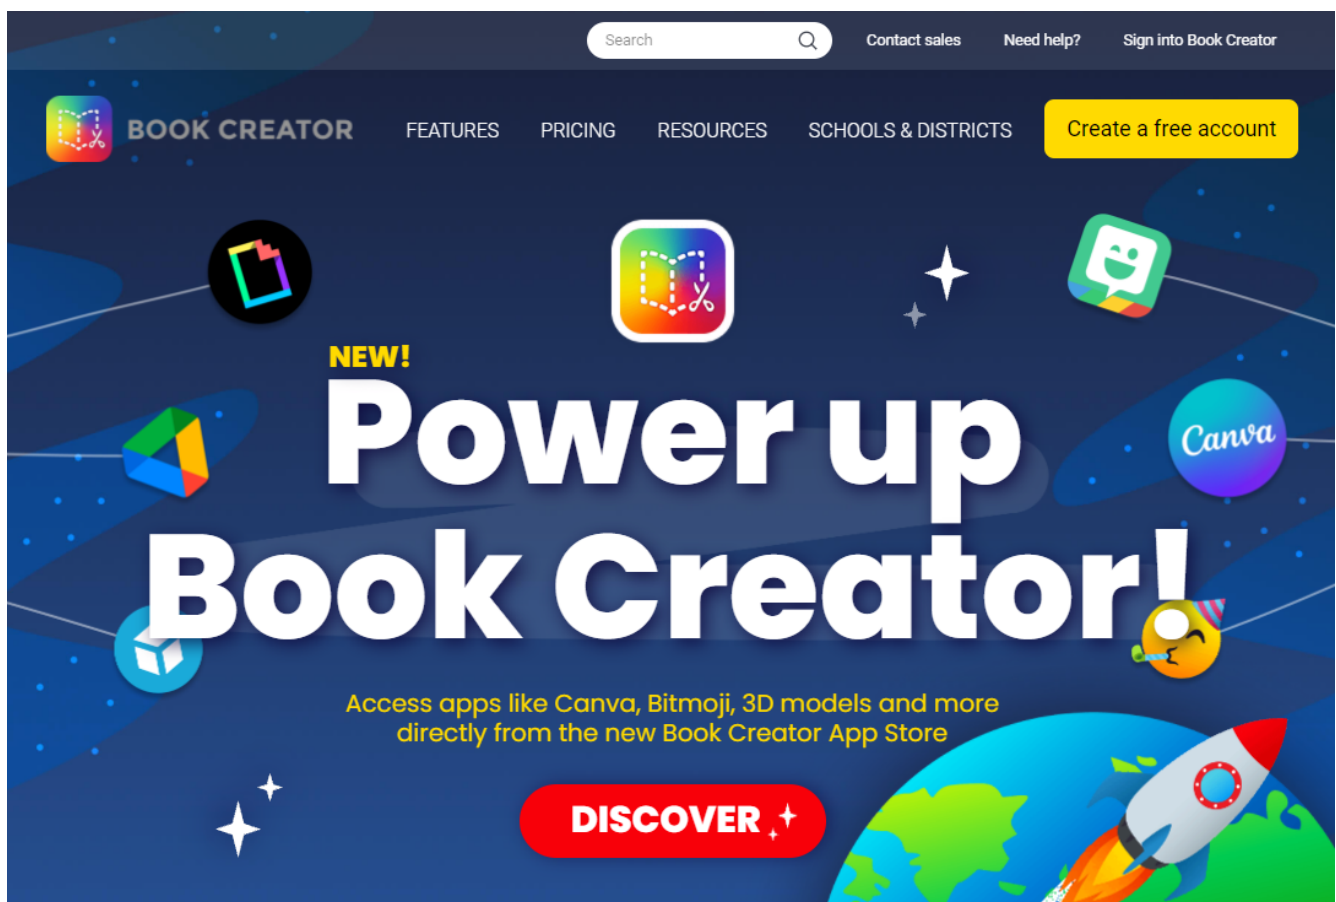 Search
Contact sales
Need help?
Sign into Book Creator
BOOK CREATOR
FEATURES
PRICING
RESOURCES
SCHOOLS & DISTRICTS
Create a free account
NEW!
Power up
Canva
Book Creator!
Access apps like Canva, Bitmoji, 3D models and more
directly from the new Book Creator App Store
DISCOVER